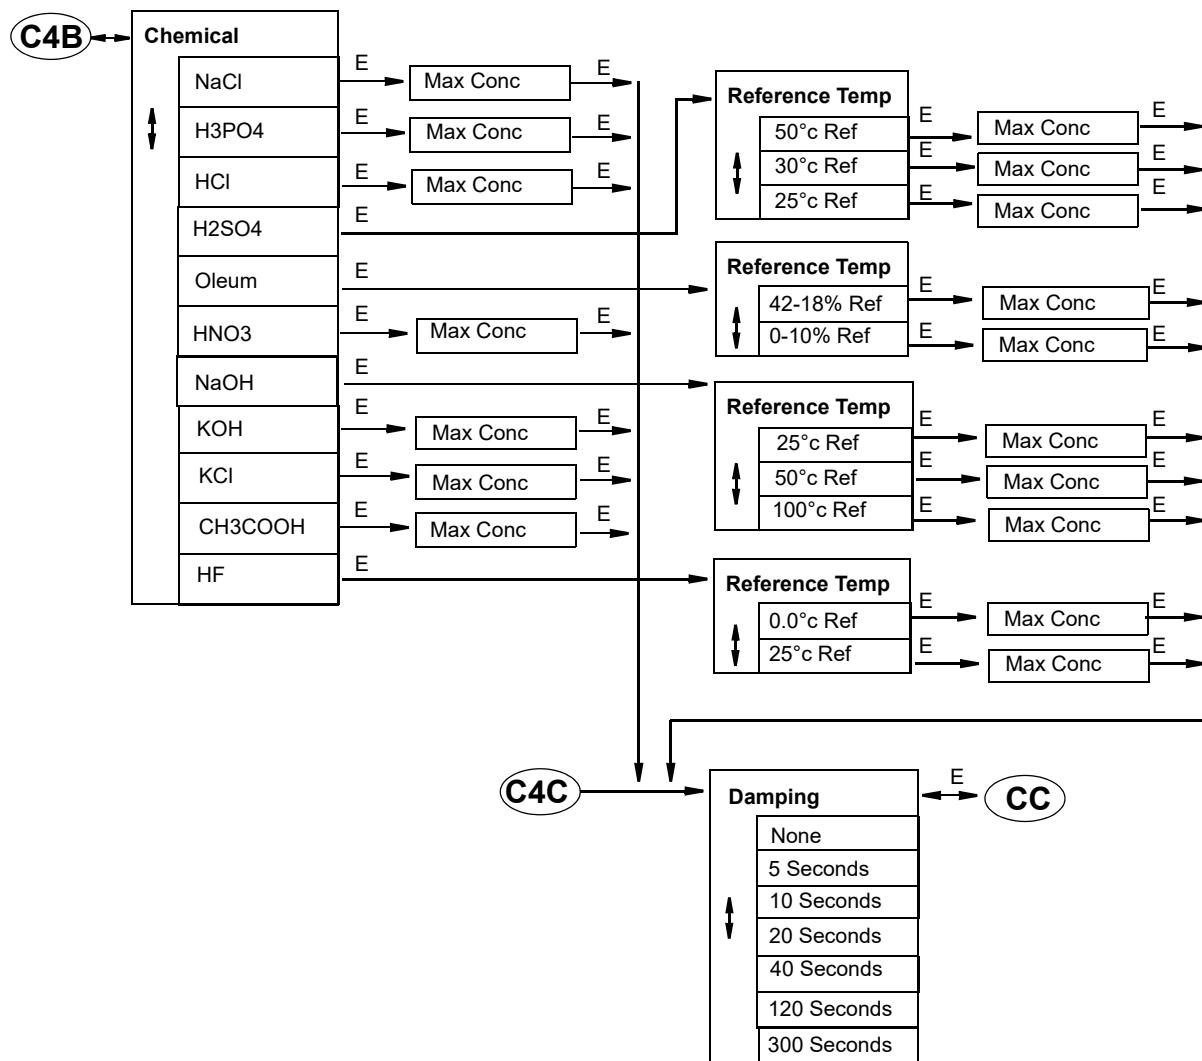 C4B
Chemical
NaCl
E
Max Conc
E
H3PO4
E
Max Conc
E
HCl
E
Max Conc
E
H2SO4
E
Oleum
E
HNO3
E
Max Conc
E
NaOH
E
KOH
E
Max Conc
E
KCl
E
Max Conc
E
CH3COOH
E
Max Conc
E
HF
E
Reference Temp
50°c Ref
E
Max Conc
E
30°c Ref
E
Max Conc
E
25°c Ref
E
Max Conc
E
Reference Temp
42-18% Ref
E
Max Conc
E
0-10% Ref
E
Max Conc
E
Reference Temp
25°c Ref
E
Max Conc
E
50°c Ref
E
Max Conc
E
100°c Ref
E
Max Conc
E
Reference Temp
0.0°c Ref
E
Max Conc
E
25°c Ref
E
Max Conc
E
C4C
Damping
E
CC
None
5 Seconds
10 Seconds
20 Seconds
40 Seconds
120 Seconds
300 Seconds